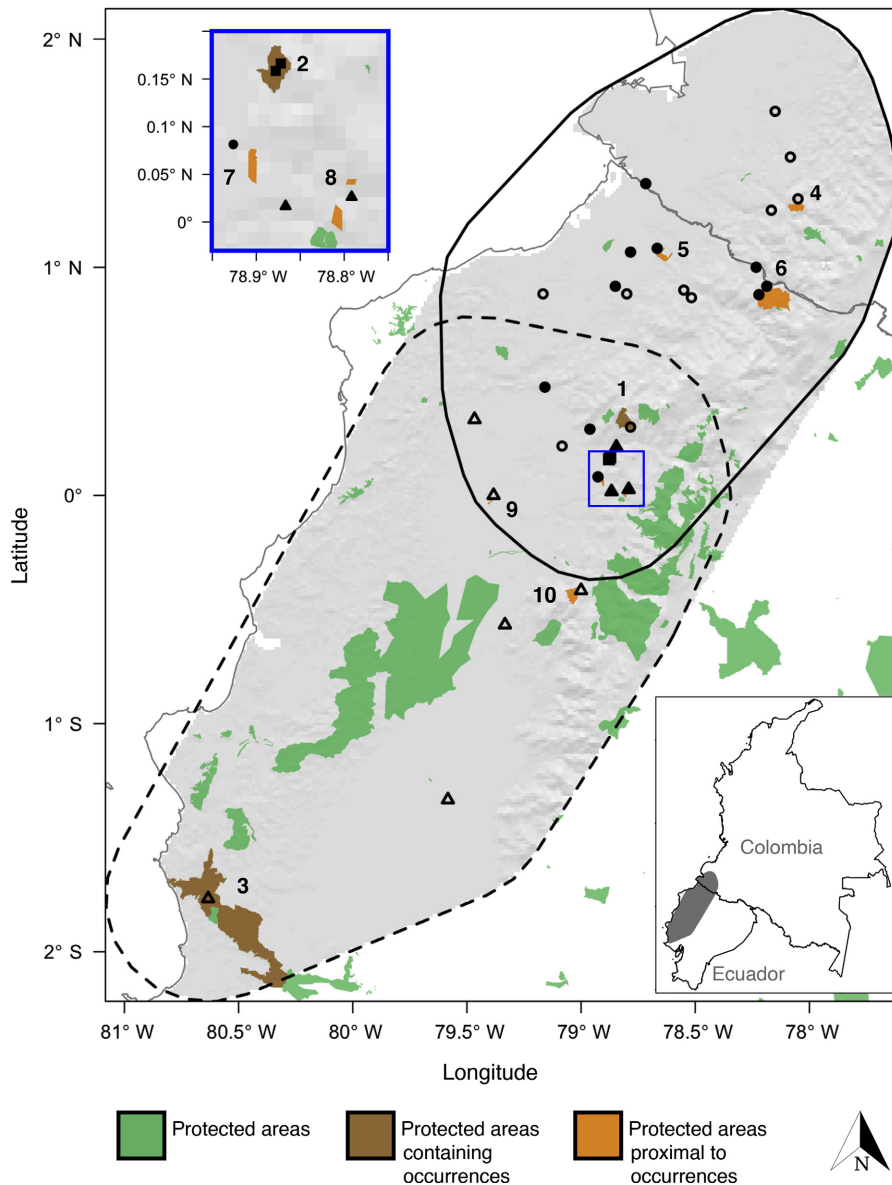 2° N
1° N
0°
1° S
2° S
Latitude
0.15° N
0.1° N
0.05° N
0°
78.9° W
78.8° W
2
7
8
4
5
6
1
9
10
3
Colombia
Ecuador
81° W
80.5° W
80° W
79.5° W
79° W
78.5° W
78° W
Longitude
Protected areas
Protected areas
containing
occurrences
Protected areas
proximal to
occurrences
N